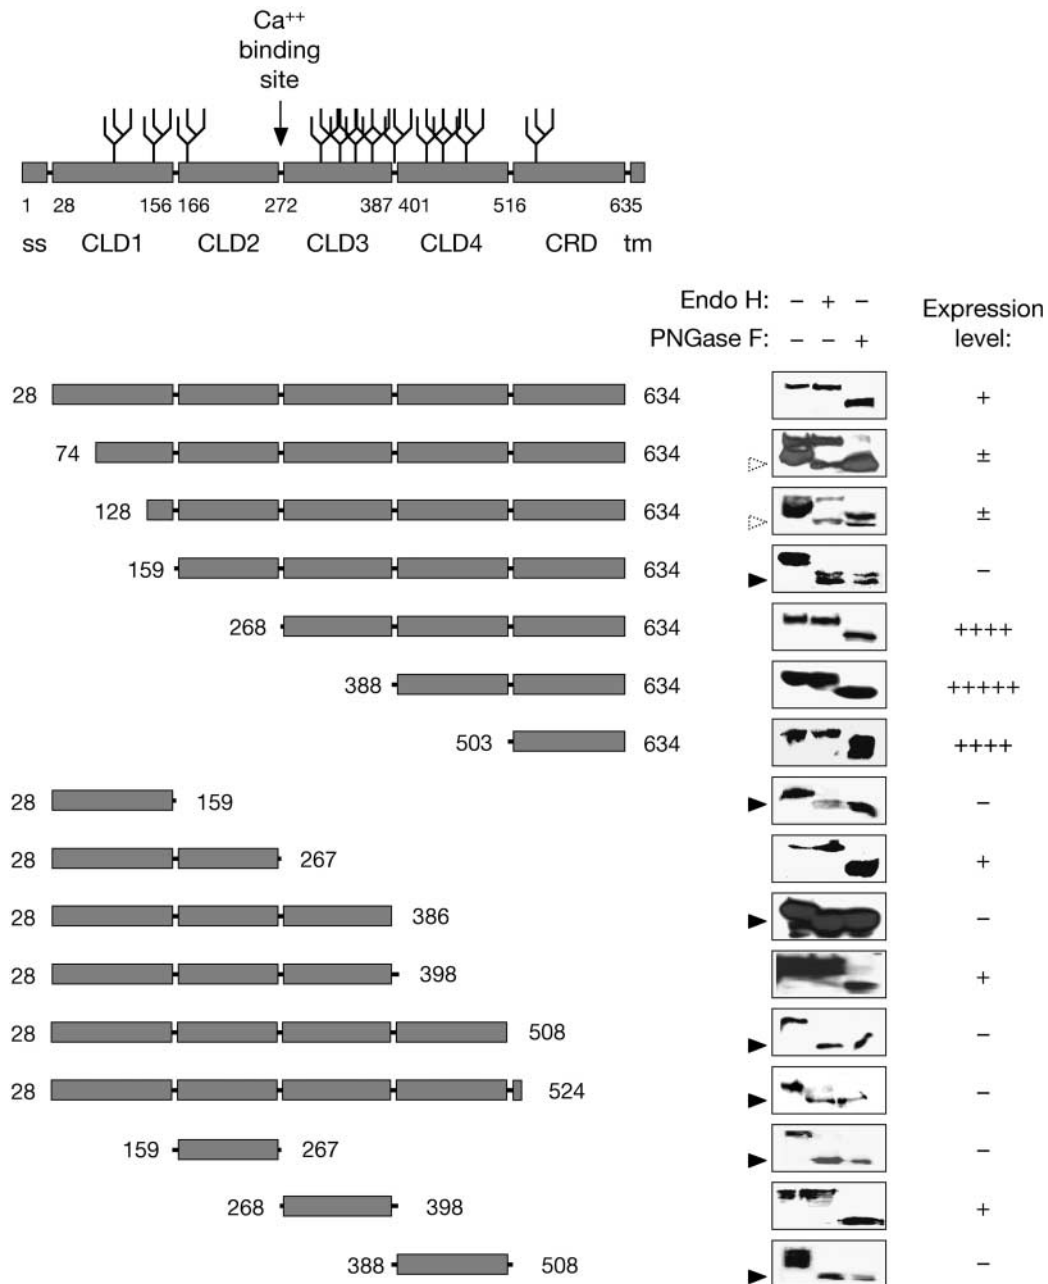 Ca⁺⁺
binding
site
1 28 156 166 272 387 401 516 635
ss CLD1 CLD2 CLD3 CLD4 CRD tm
Endo H: – + –
PNGase F: – – +
Expression
level:
28 634 +
74 634 ±
128 634 ±
159 634 –
268 634 ++++
388 634 +++++
503 634 ++++
28 159 –
28 267 +
28 386 –
28 398 +
28 508 –
28 524 –
159 267 –
268 398 +
388 508 –